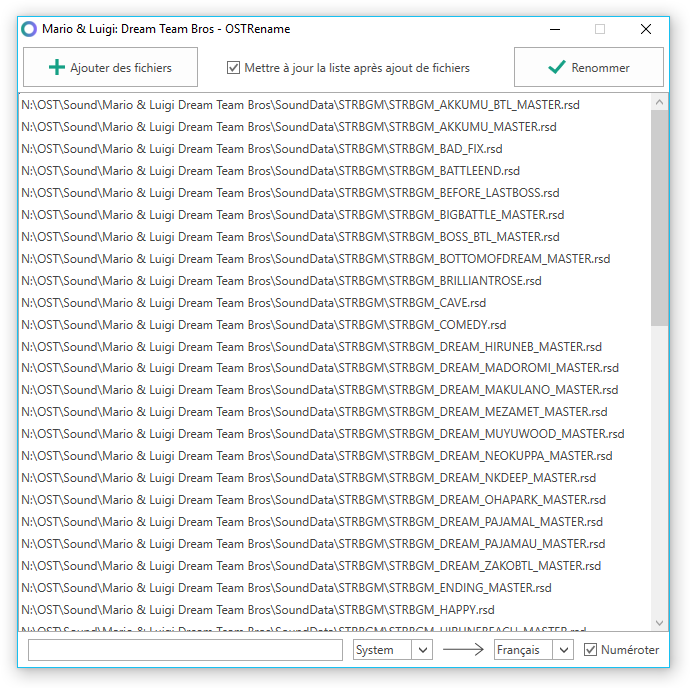 Mario & Luigi: Dream Team Bros - OSTRename
Ajouter des fichiers
Mettre à jour la liste après ajout de fichiers
Renommer
N:\OST\Sound\Mario & Luigi Dream Team Bros\SoundData\STRBGM\STRBGM_AKKUMU_BTL_MASTER.rsd
N:\OST\Sound\Mario & Luigi Dream Team Bros\SoundData\STRBGM\STRBGM_AKKUMU_MASTER.rsd
N:\OST\Sound\Mario & Luigi Dream Team Bros\SoundData\STRBGM\STRBGM_BAD_FIX.rsd
N:\OST\Sound\Mario & Luigi Dream Team Bros\SoundData\STRBGM\STRBGM_BATTLEEND.rsd
N:\OST\Sound\Mario & Luigi Dream Team Bros\SoundData\STRBGM\STRBGM_BEFORE_LASTBOSS.rsd
N:\OST\Sound\Mario & Luigi Dream Team Bros\SoundData\STRBGM\STRBGM_BIGBATTLE_MASTER.rsd
N:\OST\Sound\Mario & Luigi Dream Team Bros\SoundData\STRBGM\STRBGM_BOSS_BTL_MASTER.rsd
N:\OST\Sound\Mario & Luigi Dream Team Bros\SoundData\STRBGM\STRBGM_BOTTOMOFDREAM_MASTER.rsd
N:\OST\Sound\Mario & Luigi Dream Team Bros\SoundData\STRBGM\STRBGM_BRILLIANTROSE.rsd
N:\OST\Sound\Mario & Luigi Dream Team Bros\SoundData\STRBGM\STRBGM_CAVE.rsd
N:\OST\Sound\Mario & Luigi Dream Team Bros\SoundData\STRBGM\STRBGM_COMEDY.rsd
N:\OST\Sound\Mario & Luigi Dream Team Bros\SoundData\STRBGM\STRBGM_DREAM_HIRUNEB_MASTER.rsd
N:\OST\Sound\Mario & Luigi Dream Team Bros\SoundData\STRBGM\STRBGM_DREAM_MADOROMI_MASTER.rsd
N:\OST\Sound\Mario & Luigi Dream Team Bros\SoundData\STRBGM\STRBGM_DREAM_MAKULANO_MASTER.rsd
N:\OST\Sound\Mario & Luigi Dream Team Bros\SoundData\STRBGM\STRBGM_DREAM_MEZAMET_MASTER.rsd
N:\OST\Sound\Mario & Luigi Dream Team Bros\SoundData\STRBGM\STRBGM_DREAM_MUYUWOOD_MASTER.rsd
N:\OST\Sound\Mario & Luigi Dream Team Bros\SoundData\STRBGM\STRBGM_DREAM_NEOKUPPA_MASTER.rsd
N:\OST\Sound\Mario & Luigi Dream Team Bros\SoundData\STRBGM\STRBGM_DREAM_NKDEEP_MASTER.rsd
N:\OST\Sound\Mario & Luigi Dream Team Bros\SoundData\STRBGM\STRBGM_DREAM_OHAPARK_MASTER.rsd
N:\OST\Sound\Mario & Luigi Dream Team Bros\SoundData\STRBGM\STRBGM_DREAM_PAJAMAL_MASTER.rsd
N:\OST\Sound\Mario & Luigi Dream Team Bros\SoundData\STRBGM\STRBGM_DREAM_PAJAMAU_MASTER.rsd
N:\OST\Sound\Mario & Luigi Dream Team Bros\SoundData\STRBGM\STRBGM_DREAM_ZAKOBTL_MASTER.rsd
N:\OST\Sound\Mario & Luigi Dream Team Bros\SoundData\STRBGM\STRBGM_ENDING_MASTER.rsd
N:\OST\Sound\Mario & Luigi Dream Team Bros\SoundData\STRBGM\STRBGM_HAPPY.rsd
N:\OST\Sound\Mario & Luigi Dream Team Bros\SoundData\STRBGM\STRBGM_HIRUNEBEACH_MASTER.rsd
System
Français
Numéroter